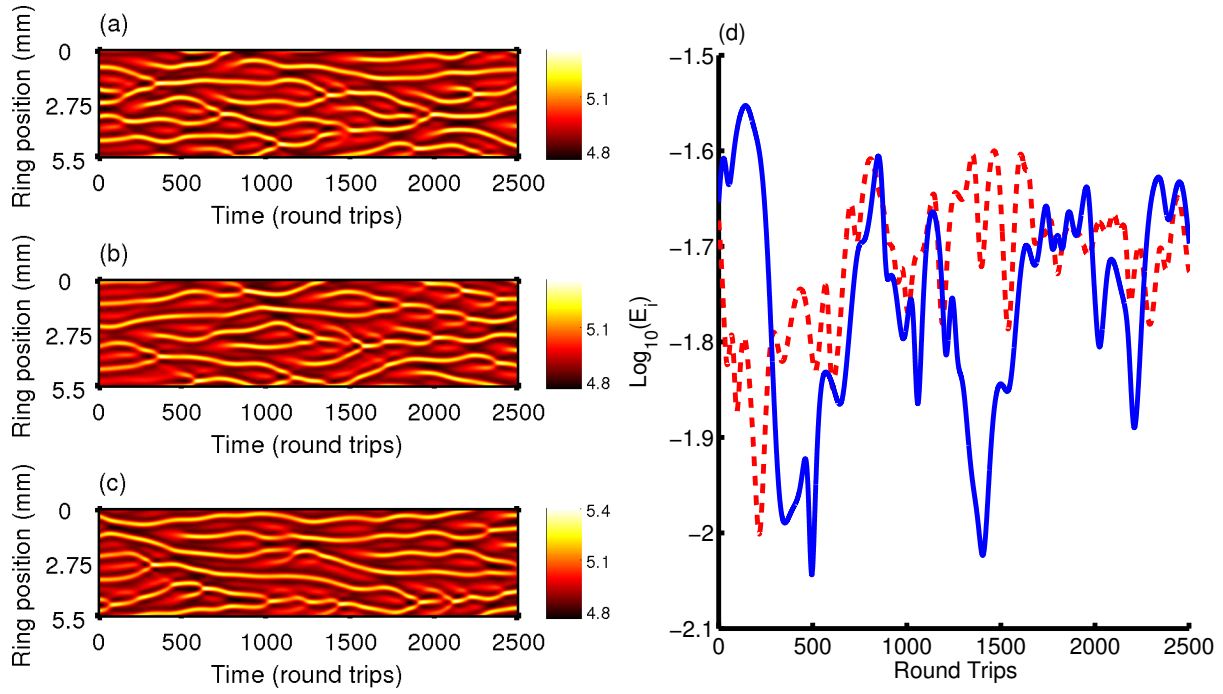 (a)
Ring position (mm)
0
2.75
5.5
0 500 1000 1500 2000 2500
Time (round trips)
5.1
4.8
(b)
Ring position (mm)
0
2.75
5.5
0 500 1000 1500 2000 2500
Time (round trips)
5.1
4.8
(c)
Ring position (mm)
0
2.75
5.5
0 500 1000 1500 2000 2500
Time (round trips)
5.4
5.1
4.8
(d)
Log10(Ei)
−1.5
−1.6
−1.7
−1.8
−1.9
−2
−2.1
0 500 1000 1500 2000 2500
Round Trips